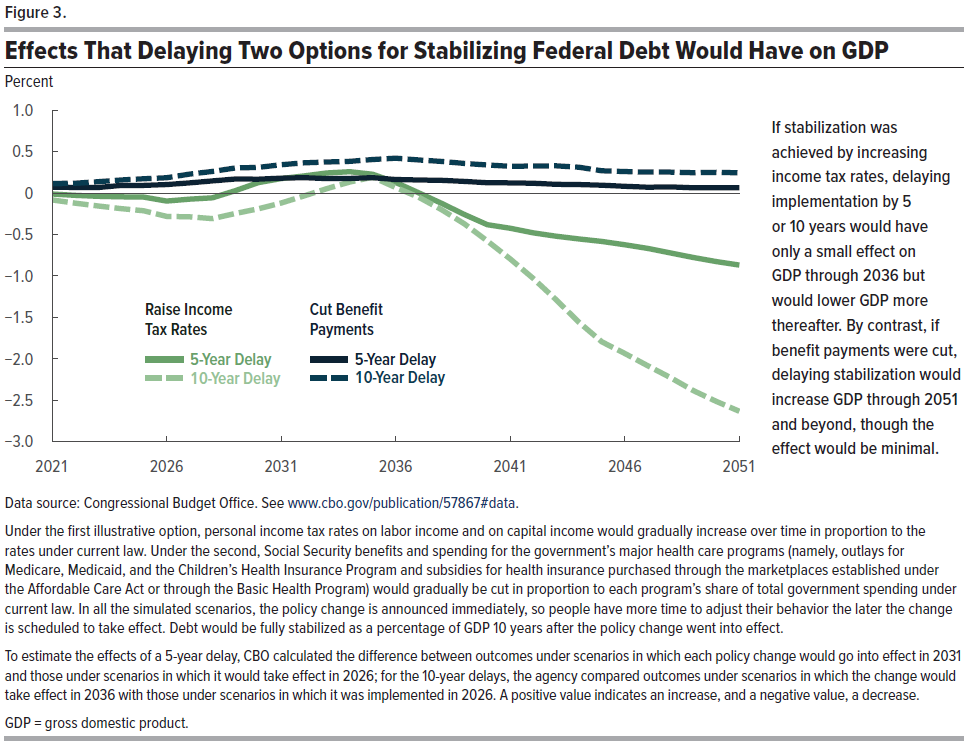 Figure 3.
Effects That Delaying Two Options for Stabilizing Federal Debt Would Have on GDP
Percent
1.0
0.5
0
−0.5
−1.0
−1.5
−2.0
−2.5
−3.0
2021 2026 2031 2036 2041 2046 2051
Raise Income
Tax Rates
5-Year Delay
10-Year Delay
Cut Benefit
Payments
5-Year Delay
10-Year Delay
If stabilization was
achieved by increasing
income tax rates, delaying
implementation by 5
or 10 years would have
only a small effect on
GDP through 2036 but
would lower GDP more
thereafter. By contrast, if
benefit payments were cut,
delaying stabilization would
increase GDP through 2051
and beyond, though the
effect would be minimal.
Data source: Congressional Budget Office. See www.cbo.gov/publication/57867#data.
Under the first illustrative option, personal income tax rates on labor income and on capital income would gradually increase over time in proportion to the
rates under current law. Under the second, Social Security benefits and spending for the government's major health care programs (namely, outlays for
Medicare, Medicaid, and the Children's Health Insurance Program and subsidies for health insurance purchased through the marketplaces established under
the Affordable Care Act or through the Basic Health Program) would gradually be cut in proportion to each program's share of total government spending under
current law. In all the simulated scenarios, the policy change is announced immediately, so people have more time to adjust their behavior the later the change
is scheduled to take effect. Debt would be fully stabilized as a percentage of GDP 10 years after the policy change went into effect.
To estimate the effects of a 5-year delay, CBO calculated the difference between outcomes under scenarios in which each policy change would go into effect in 2031
and those under scenarios in which it would take effect in 2026; for the 10-year delays, the agency compared outcomes under scenarios in which the change would
take effect in 2036 with those under scenarios in which it was implemented in 2026. A positive value indicates an increase, and a negative value, a decrease.
GDP = gross domestic product.